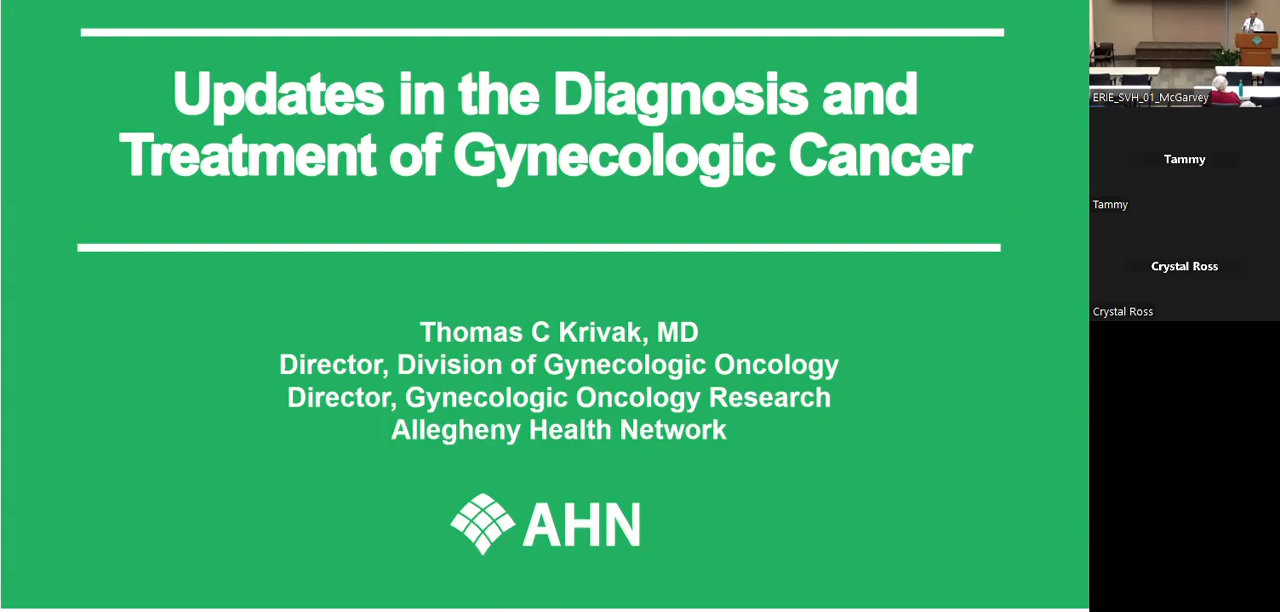 Updates in the Diagnosis and
Treatment of Gynecologic Cancer
Thomas C Krivak, MD
Director, Division of Gynecologic Oncology
Director, Gynecologic Oncology Research
Allegheny Health Network
AHN
ERIE_SVH_01_McGarvey
Tammy
Tammy
Crystal Ross
Crystal Ross